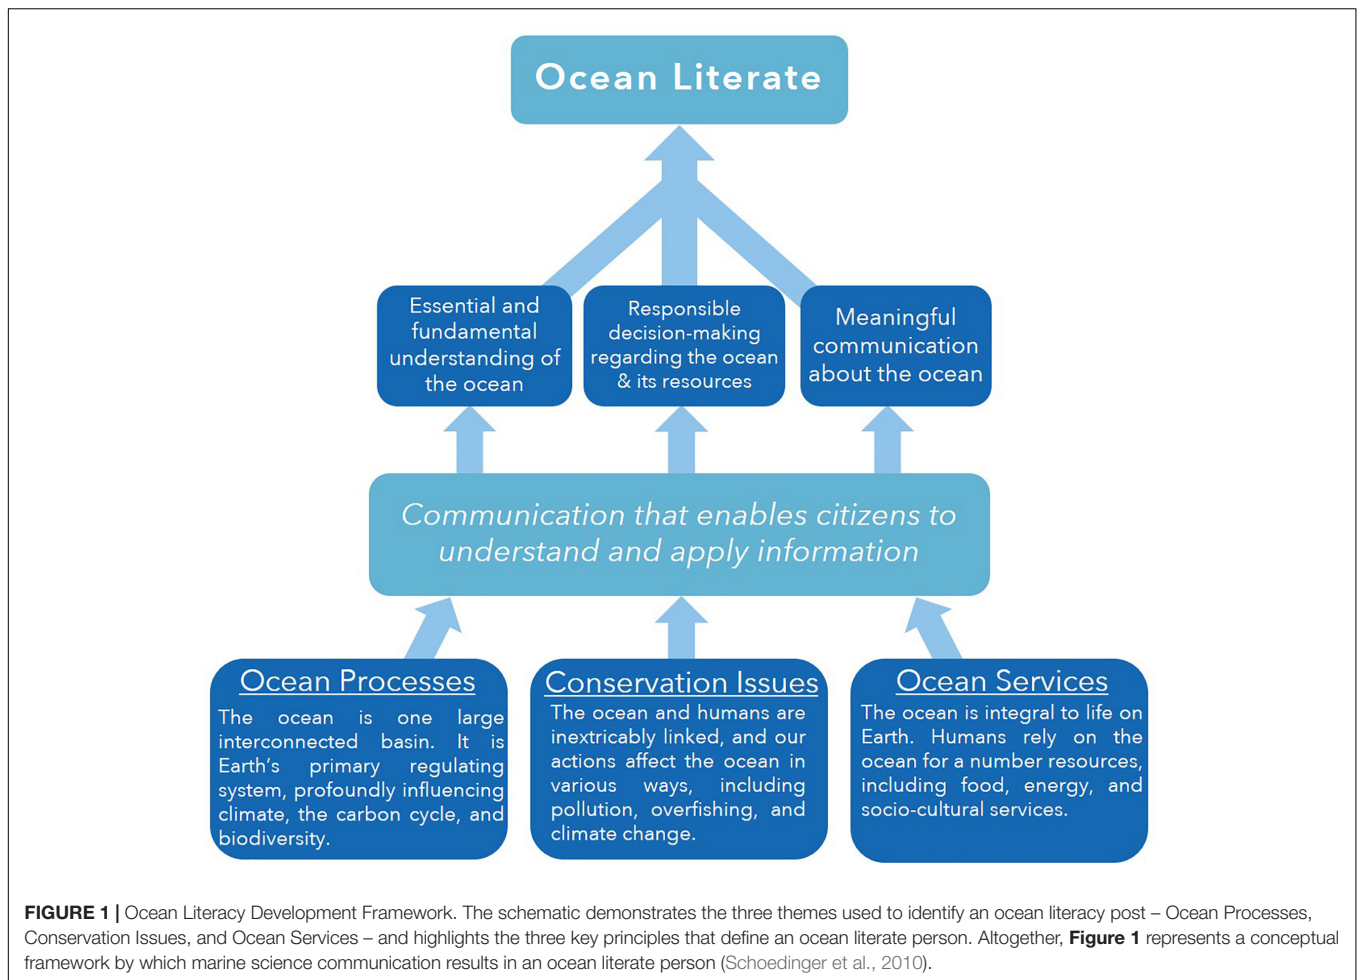 Ocean Literate
Essential and
fundamental
understanding of
the ocean
Responsible
decision-making
regarding the ocean
& its resources
Meaningful
communication
about the ocean
Communication that enables citizens to
understand and apply information
Ocean Processes
The ocean is one large
interconnected basin. It is
Earth's primary regulating
system, profoundly influencing
climate, the carbon cycle, and
biodiversity.
Conservation Issues
The ocean and humans are
inextricably linked, and our
actions affect the ocean in
various ways, including
pollution, overfishing, and
climate change.
Ocean Services
The ocean is integral to life on
Earth. Humans rely on the
ocean for a number resources,
including food, energy, and
socio-cultural services.
FIGURE 1 | Ocean Literacy Development Framework. The schematic demonstrates the three themes used to identify an ocean literacy post – Ocean Processes,
Conservation Issues, and Ocean Services – and highlights the three key principles that define an ocean literate person. Altogether, Figure 1 represents a conceptual
framework by which marine science communication results in an ocean literate person (Schoedinger et al., 2010).